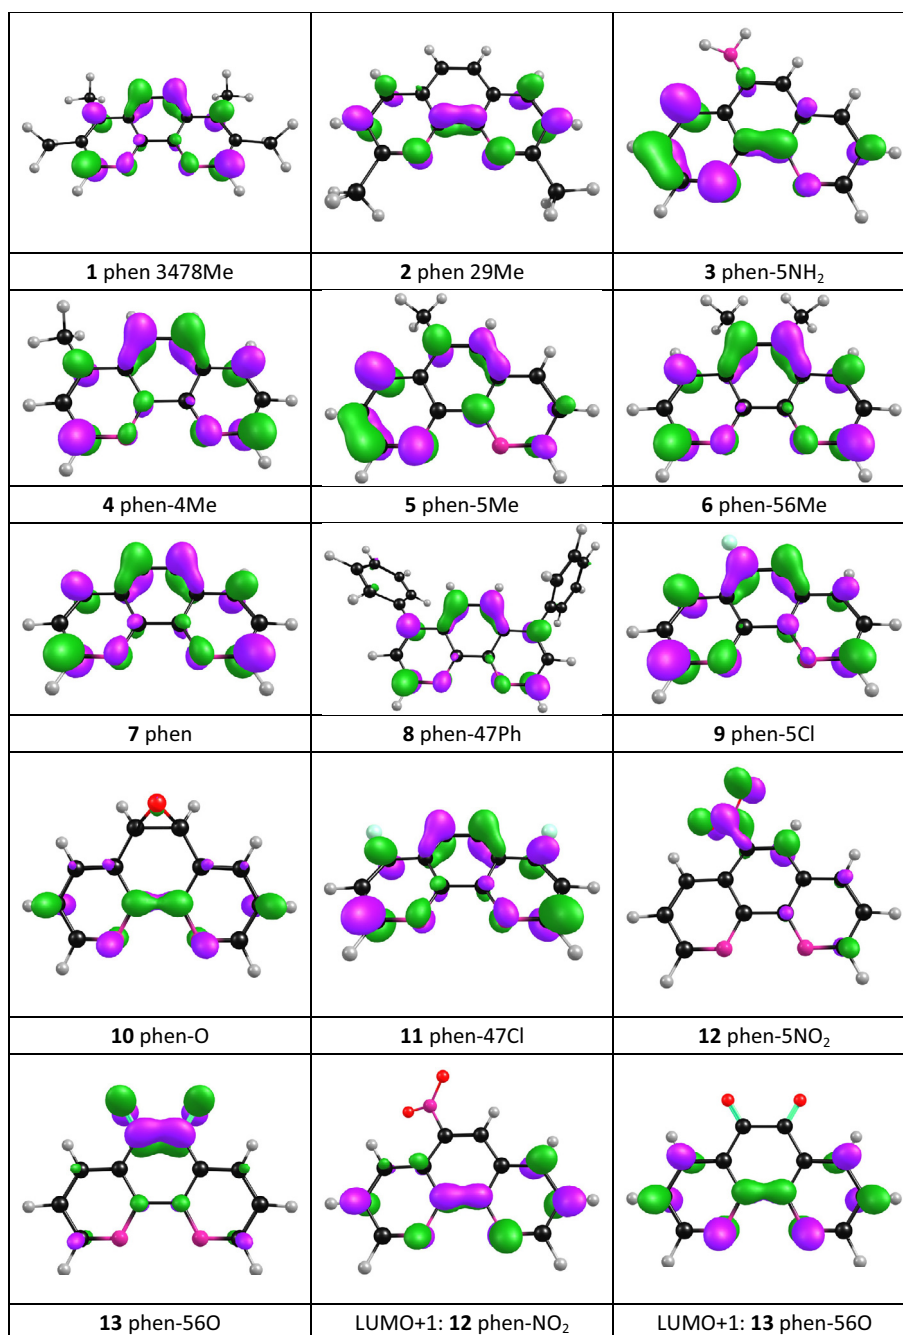 1 phen 3478Me
2 phen 29Me
3 phen-5NH₂
4 phen-4Me
5 phen-5Me
6 phen-56Me
7 phen
8 phen-47Ph
9 phen-5Cl
10 phen-O
11 phen-47Cl
12 phen-5NO₂
13 phen-56O
LUMO+1: 12 phen-NO₂
LUMO+1: 13 phen-56O